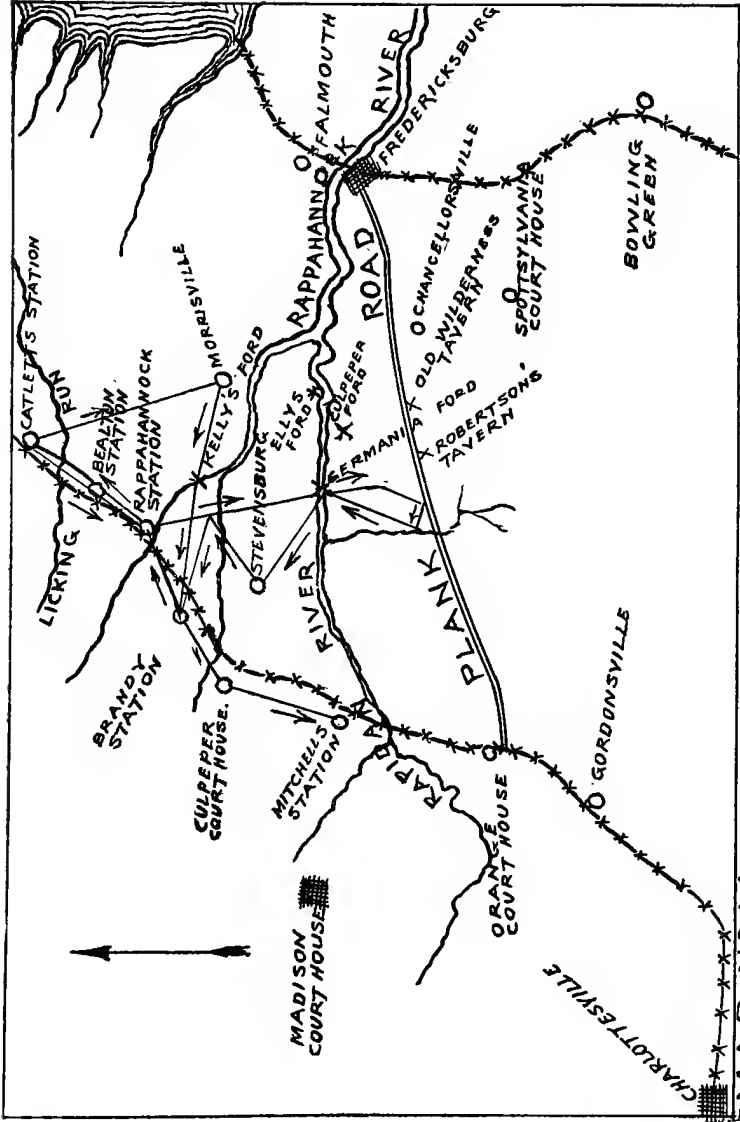 CATLETT'S STATION
LICKING RUN
BEALTON
STATION
RAPPAHANNOCK
STATION
MORRISVILLE
KELLY'S FORD
BRANDY
STATION
STEVENSBURG
CULPEPER
COURT HOUSE.
MITCHELLS
STATION
MADISON
COURT HOUSE
RAPIDAN RIVER
RAPPAHANNOCK RIVER
FALMOUTH
FREDERICKSBURG
ELLYS
FORD
CULPEPER
FORD
GERMANIA FORD
PLANK ROAD
CHANCELLORSVILLE
OLD WILDERNESS
TAVERN
ROBERTSONS'
TAVERN
SPOTTSYLVANIA
COURT HOUSE
BOWLING
GREEN
ORANGE
COURT HOUSE
GORDONSVILLE
CHARLOTTESVILLE